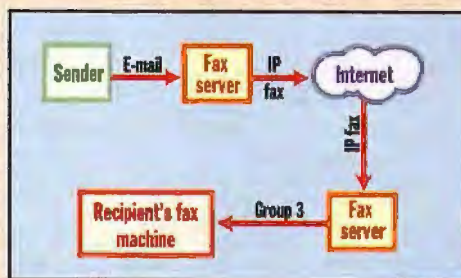 Sender
E-mail
Fax
server
IP
fax
Internet
IP fax
Fax
server
Group 3
Recipient's fax
machine